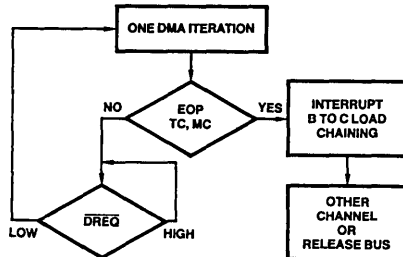 ONE DMA ITERATION
EOP
TC, MC
NO
YES
INTERRUPT
B TO C LOAD
CHAINING
DREQ
LOW
HIGH
OTHER
CHANNEL
OR
RELEASE BUS